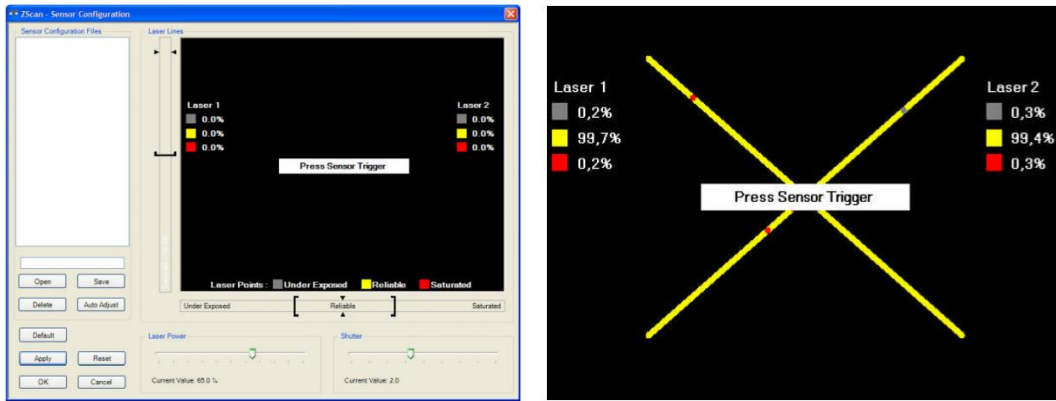 ZScan - Sensor Configuration
Sensor Configuration Files
Laser Lines
Laser 1
0.0%
0.0%
0.0%
Laser 2
0.0%
0.0%
0.0%
Press Sensor Trigger
Laser Points : Under Exposed Reliable Saturated
Under Exposed Reliable Saturated
Open Save
Delete Auto Adjust
Default
Apply Reset
OK Cancel
Laser Power
Current Value: 65.0 %
Shutter
Current Value: 2.0
Laser 1
0,2%
99,7%
0,2%
Laser 2
0,3%
99,4%
0,3%
Press Sensor Trigger